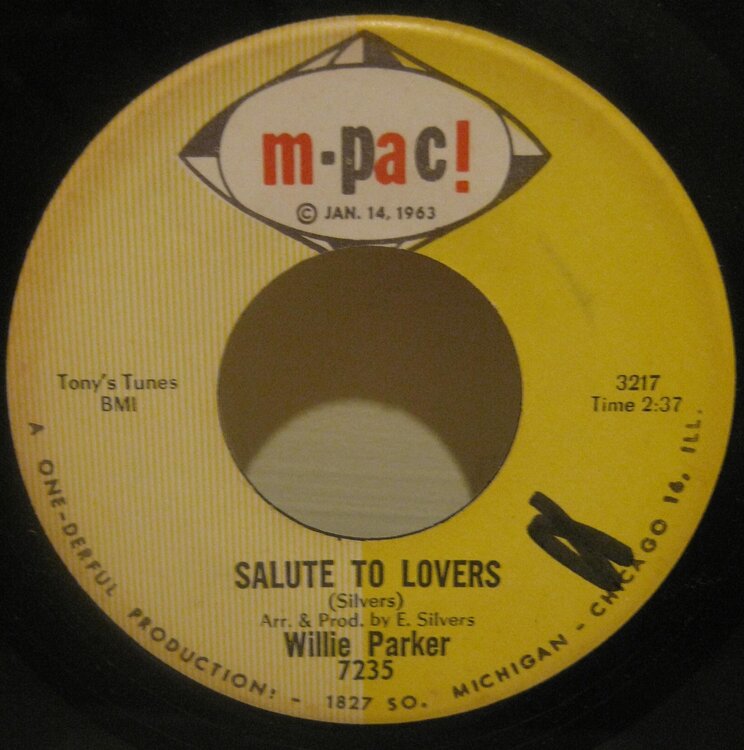 m·pac!
© JAN. 14, 1963
Tony's Tunes
BMI
3217
Time 2:37
SALUTE TO LOVERS
(Silvers)
Arr. & Prod. by E. Silvers
Willie Parker
7235
A ONE-DERFUL PRODUCTION! - 1827 SO. MICHIGAN - CHICAGO 16, ILL.